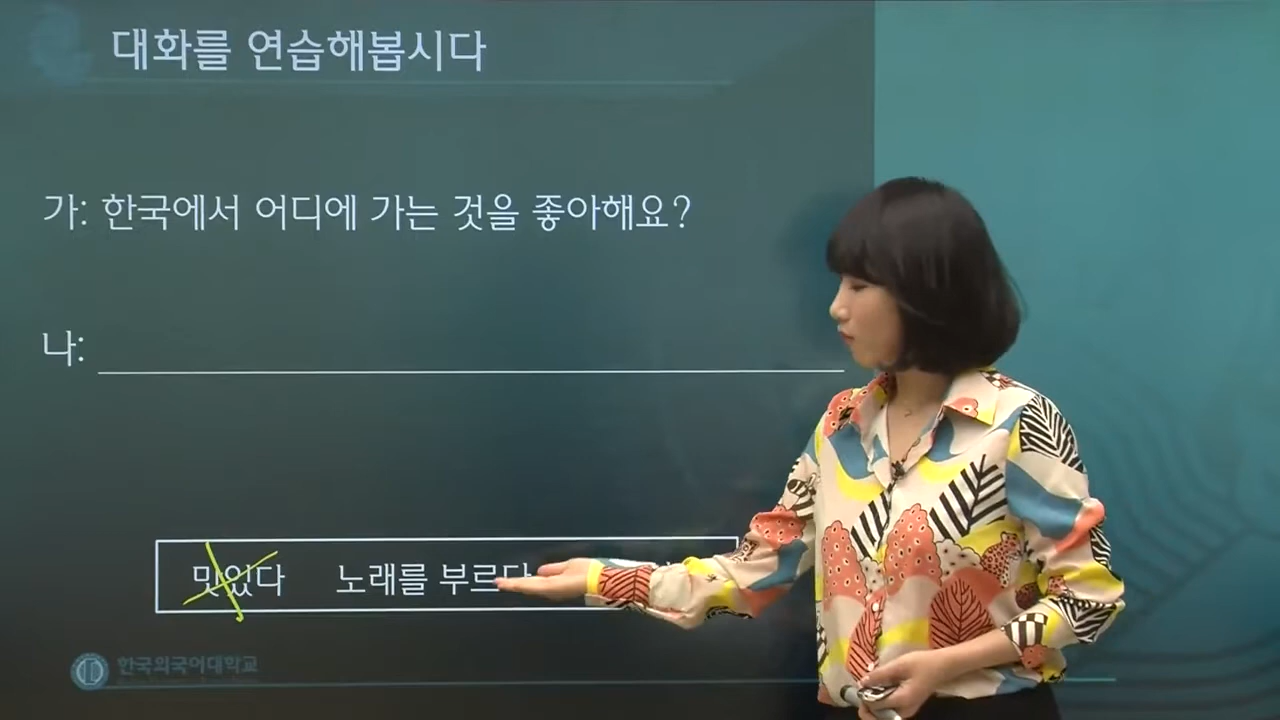 대화를 연습해봅시다
가: 한국에서 어디에 가는 것을 좋아해요?
나:
맛있다 노래를 부르다
한국외국어대학교